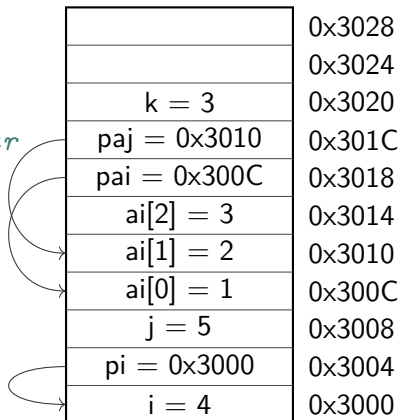 0x3028
0x3024
k = 3 0x3020
r paj = 0x3010 0x301C
pai = 0x300C 0x3018
ai[2] = 3 0x3014
ai[1] = 2 0x3010
ai[0] = 1 0x300C
j = 5 0x3008
pi = 0x3000 0x3004
i = 4 0x3000